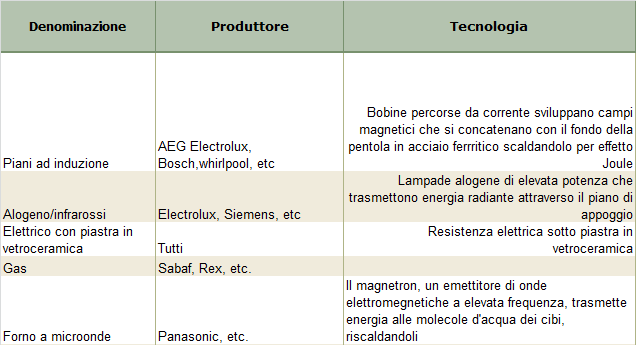 Denominazione Produttore Tecnologia
Bobine percorse da corrente sviluppano campi
magnetici che si concatenano con il fondo della
AEG Electrolux, pentola in acciaio ferrritico scaldandolo per effetto
Piani ad induzione Bosch,whirlpool, etc Joule
Lampade alogene di elevata potenza che
trasmettono energia radiante attraverso il piano di
Alogeno/infrarossi Electrolux, Siemens, etc appoggio
Elettrico con piastra in Resistenza elettrica sotto piastra in
vetroceramica Tutti vetroceramica
Gas Sabaf, Rex, etc.
Il magnetron, un emettitore di onde
elettromegnetiche a elevata frequenza, trasmette
energia alle molecole d'acqua dei cibi,
Forno a microonde Panasonic, etc. riscaldandoli